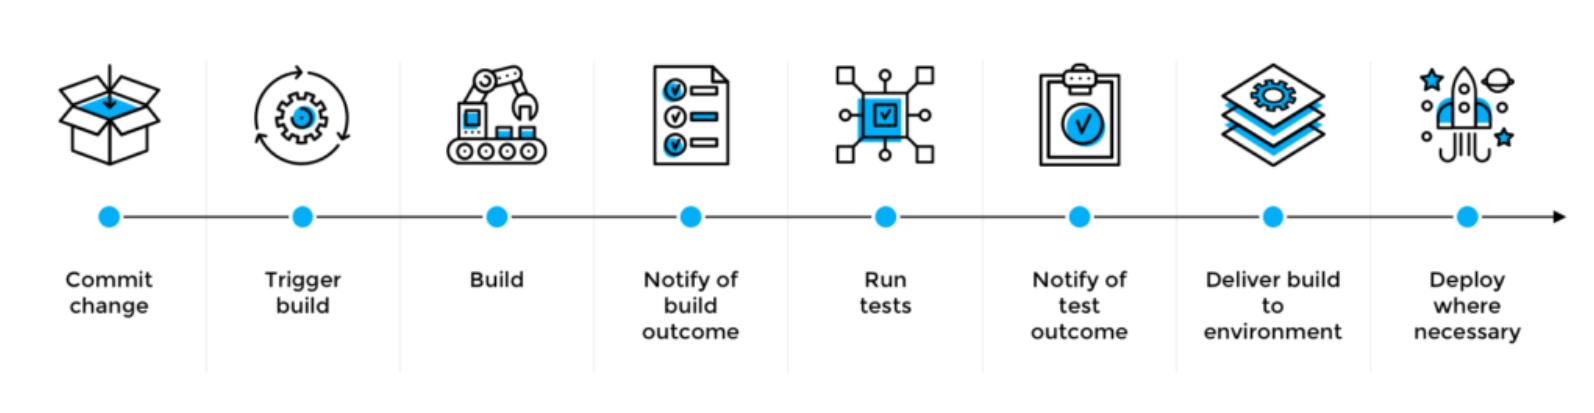 Commit
change
Trigger
build
Build
Notify of
build
outcome
Run
tests
Notify of
test
outcome
Deliver build
to
environment
Deploy
where
necessary